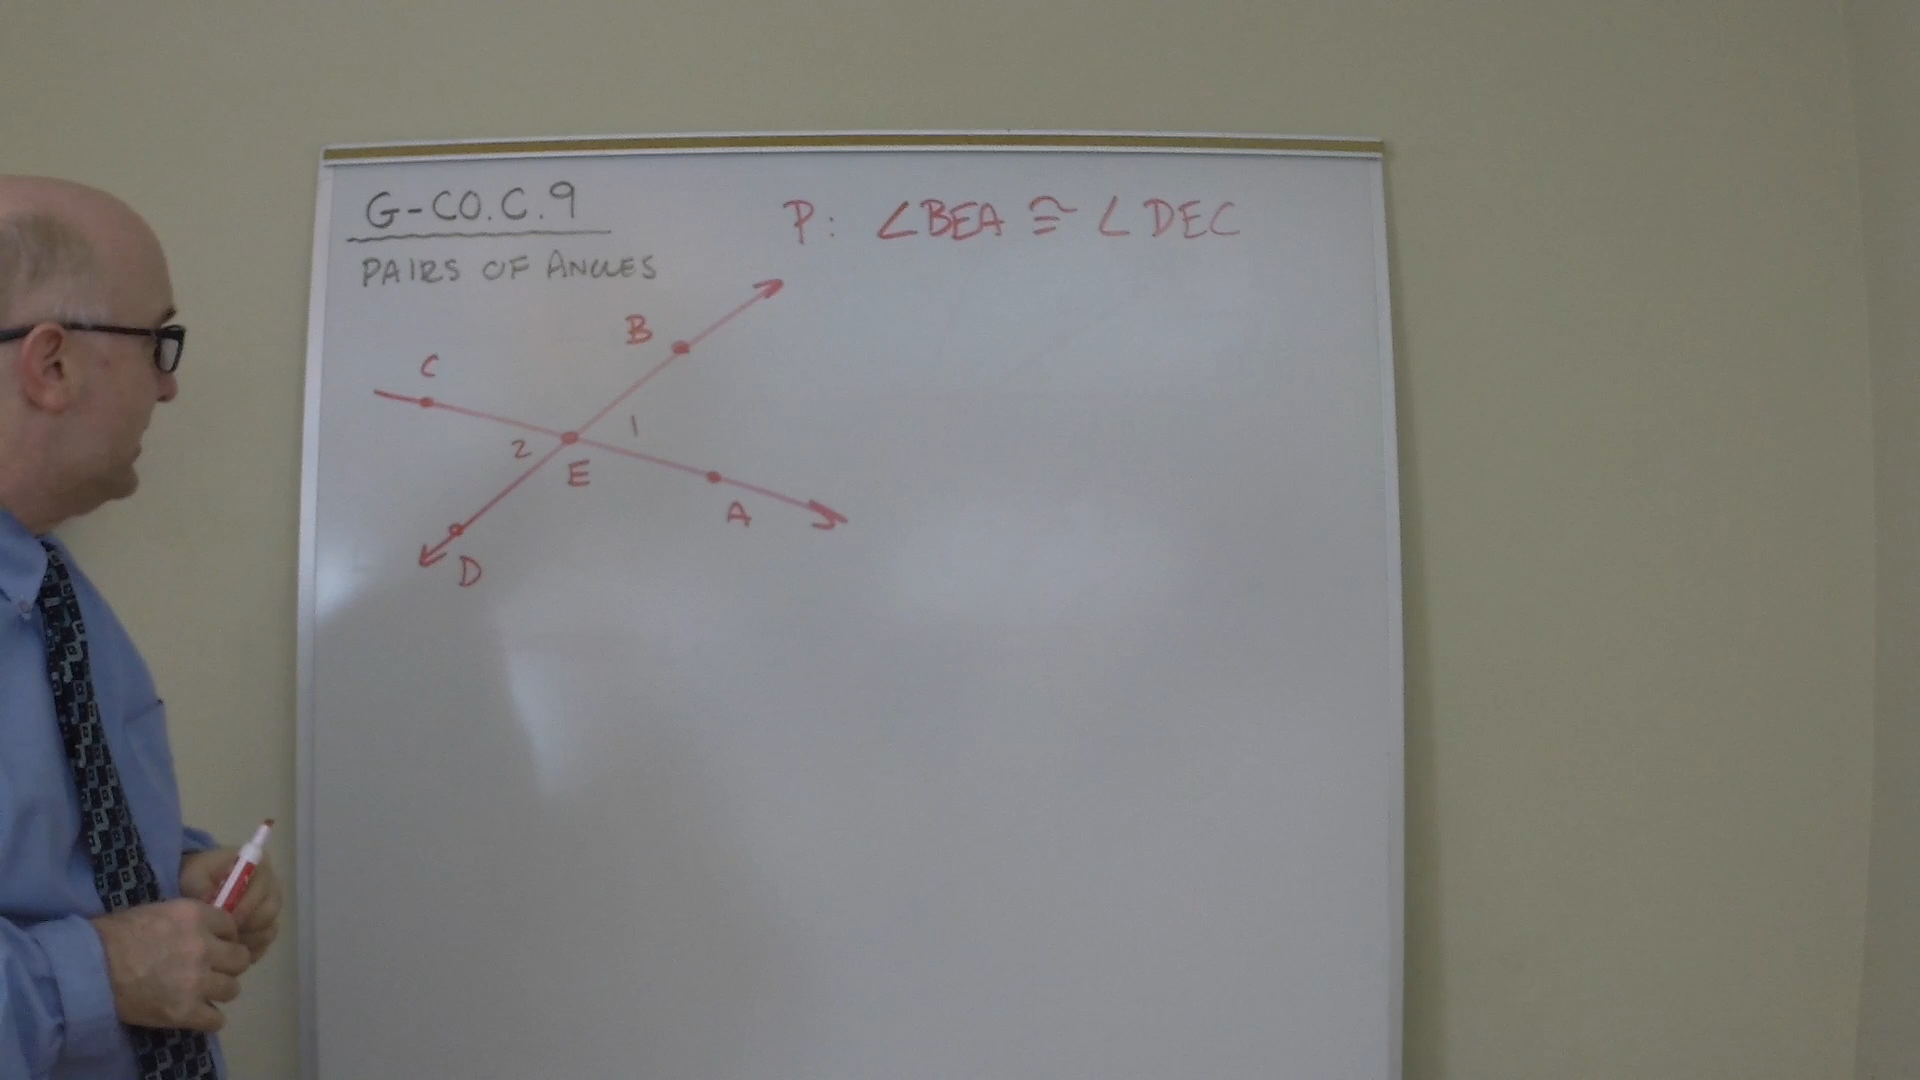 G-CO.C.9
P: ∠BEA ≅ ∠DEC
PAIRS OF ANGLES
B
C
1
2
E
A
D